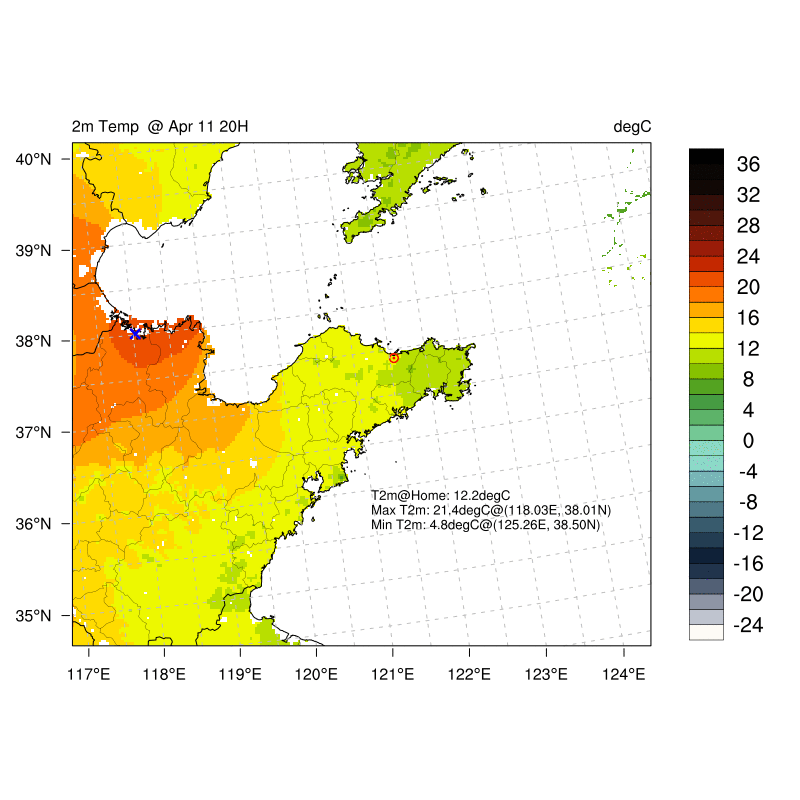 2m Temp @ Apr 11 20H degC
40°N
39°N
38°N
37°N
36°N
35°N
117°E 118°E 119°E 120°E 121°E 122°E 123°E 124°E
T2m@Home: 12.2degC
Max T2m: 21.4degC@(118.03E, 38.01N)
Min T2m: 4.8degC@(125.26E, 38.50N)
36
32
28
24
20
16
12
8
4
0
-4
-8
-12
-16
-20
-24